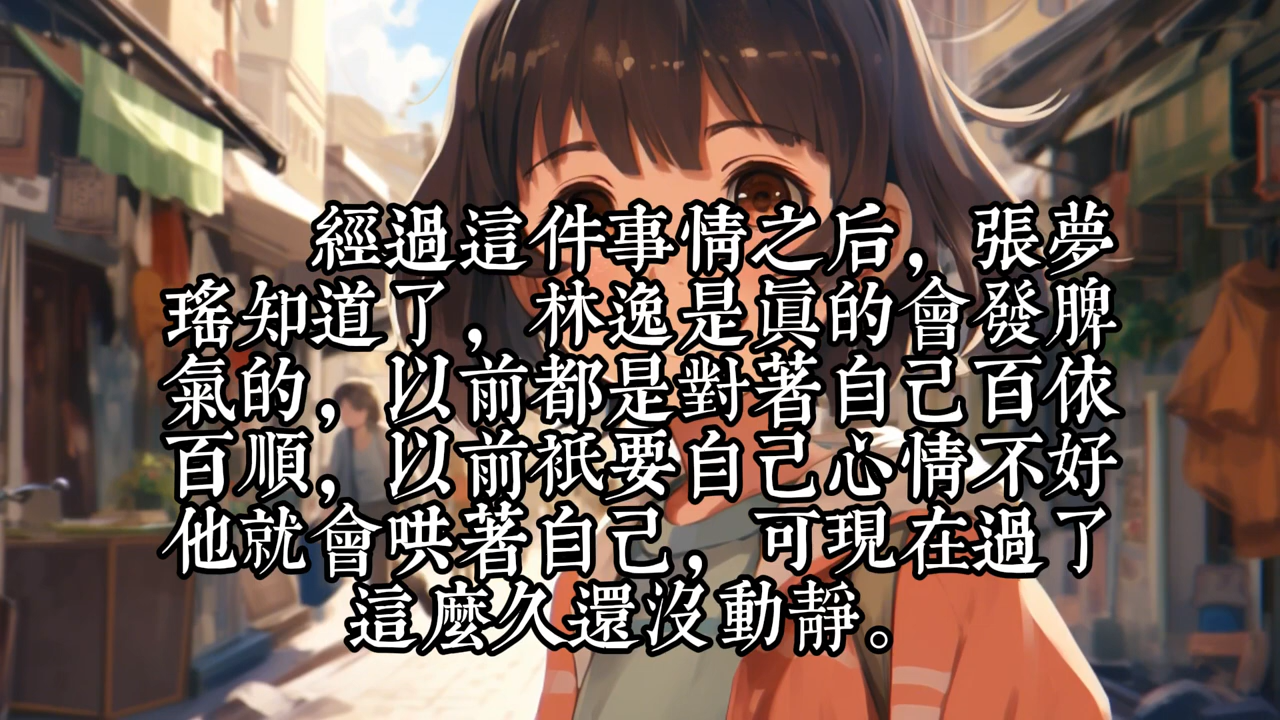 經過這件事情之后，張夢
瑤知道了，林逸是真的會發脾
氣的，以前都是對著自己百依
百順，以前祇要自己心情不好
他就會哄著自己，可現在過了
這麼久還沒動靜。